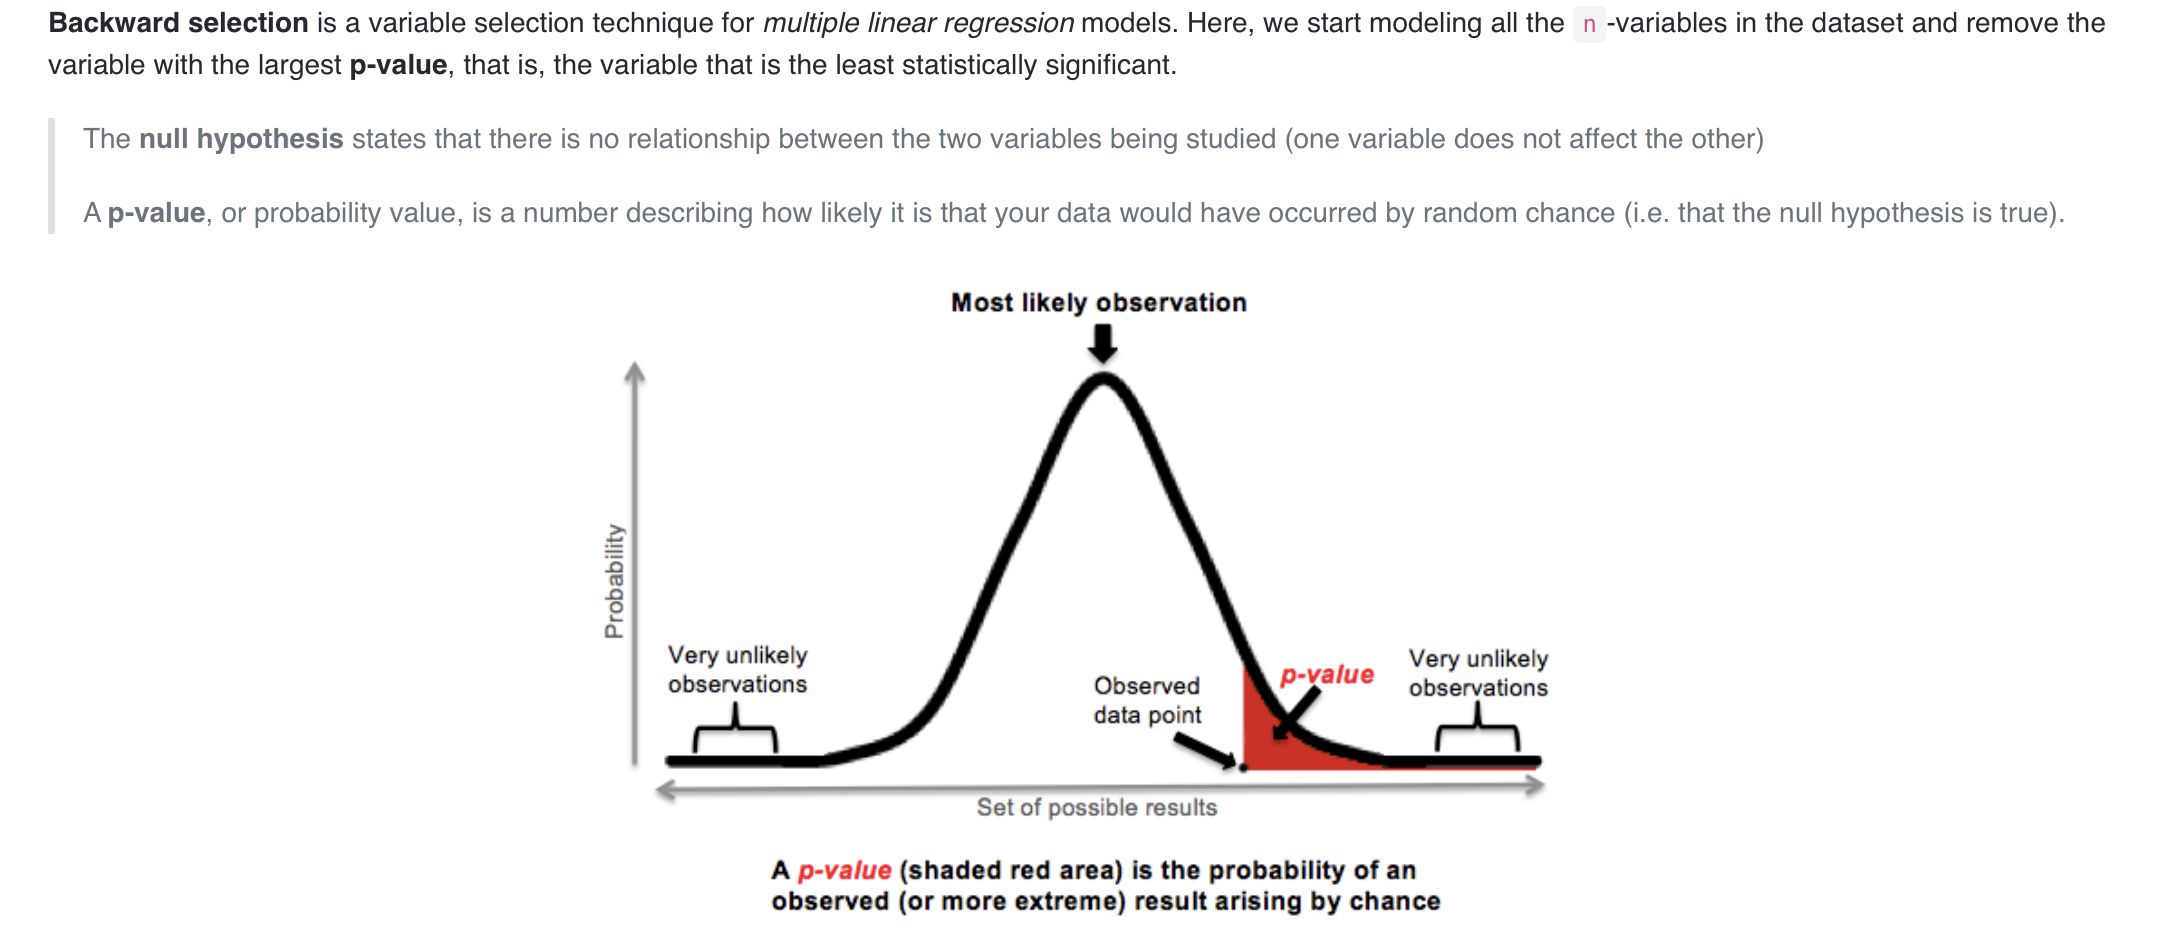 Backward selection is a variable selection technique for multiple linear regression models. Here, we start modeling all the n -variables in the dataset and remove the
variable with the largest p-value, that is, the variable that is the least statistically significant.
The null hypothesis states that there is no relationship between the two variables being studied (one variable does not affect the other)
A p-value, or probability value, is a number describing how likely it is that your data would have occurred by random chance (i.e. that the null hypothesis is true).
Most likely observation
Probability
Very unlikely
observations
Observed
data point
p-value
Very unlikely
observations
Set of possible results
A p-value (shaded red area) is the probability of an
observed (or more extreme) result arising by chance